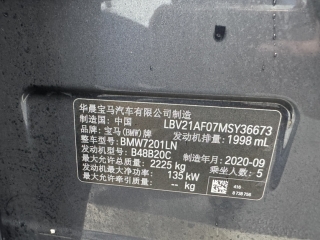 华晨宝马汽车有限公司制造
制造国：中国 LBV21AF07MSY36673
品牌：宝马(BMW)牌 发动机排量：1998 mL
整车型号：BMW7201LN
发动机型号：B48B20C 制造年月：2020-09
最大允许总质量：2225 kg 乘坐人数：5
发动机最大净功率：135 kW
最大允许牵引质量：-- kg